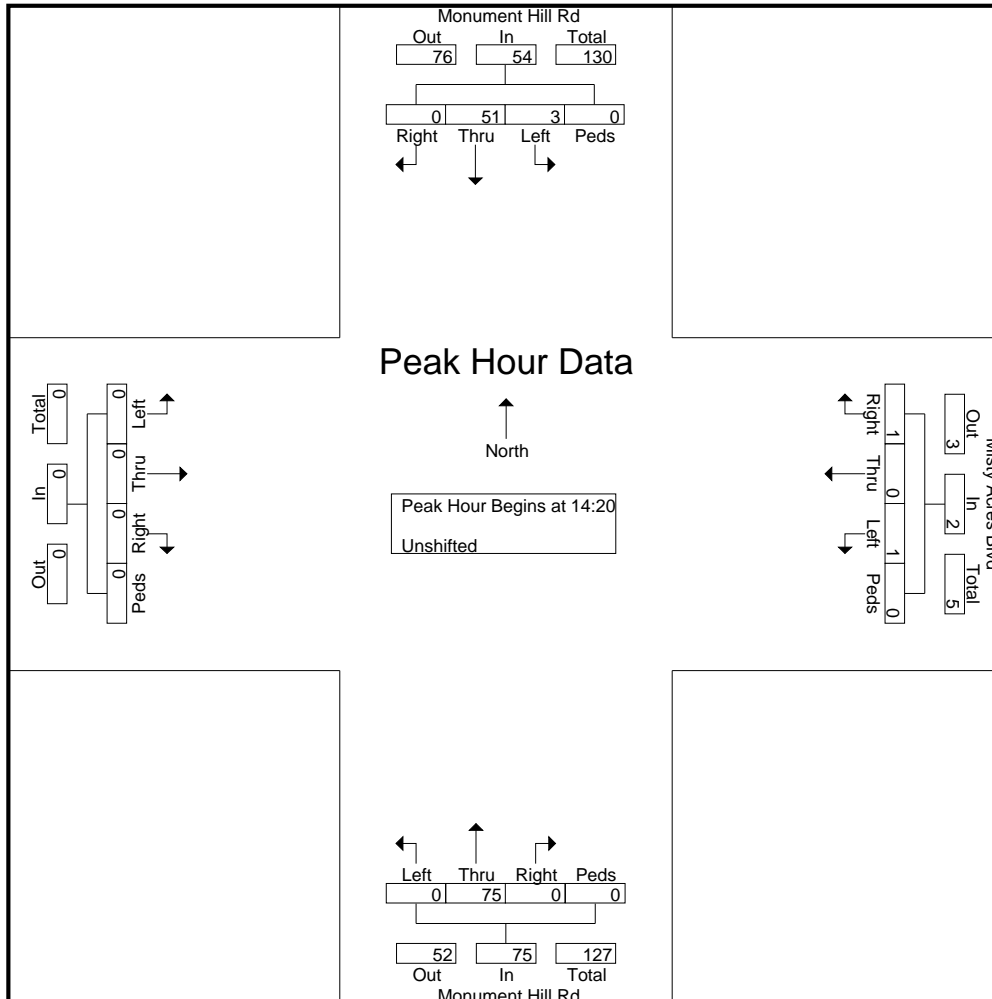 Monument Hill Rd
Out In Total
76 54 130
0 51 3 0
Right Thru Left Peds
Peak Hour Data
North
Peak Hour Begins at 14:20
Unshifted
Total In Out
0 0 0
0 0 0 0
Left Thru Right Peds
Right Thru Left Peds
1 0 1 0
3 2 5
Out In Total
Misty Acres Blvd
Left Thru Right Peds
0 75 0 0
52 75 127
Out In Total
Monument Hill Rd